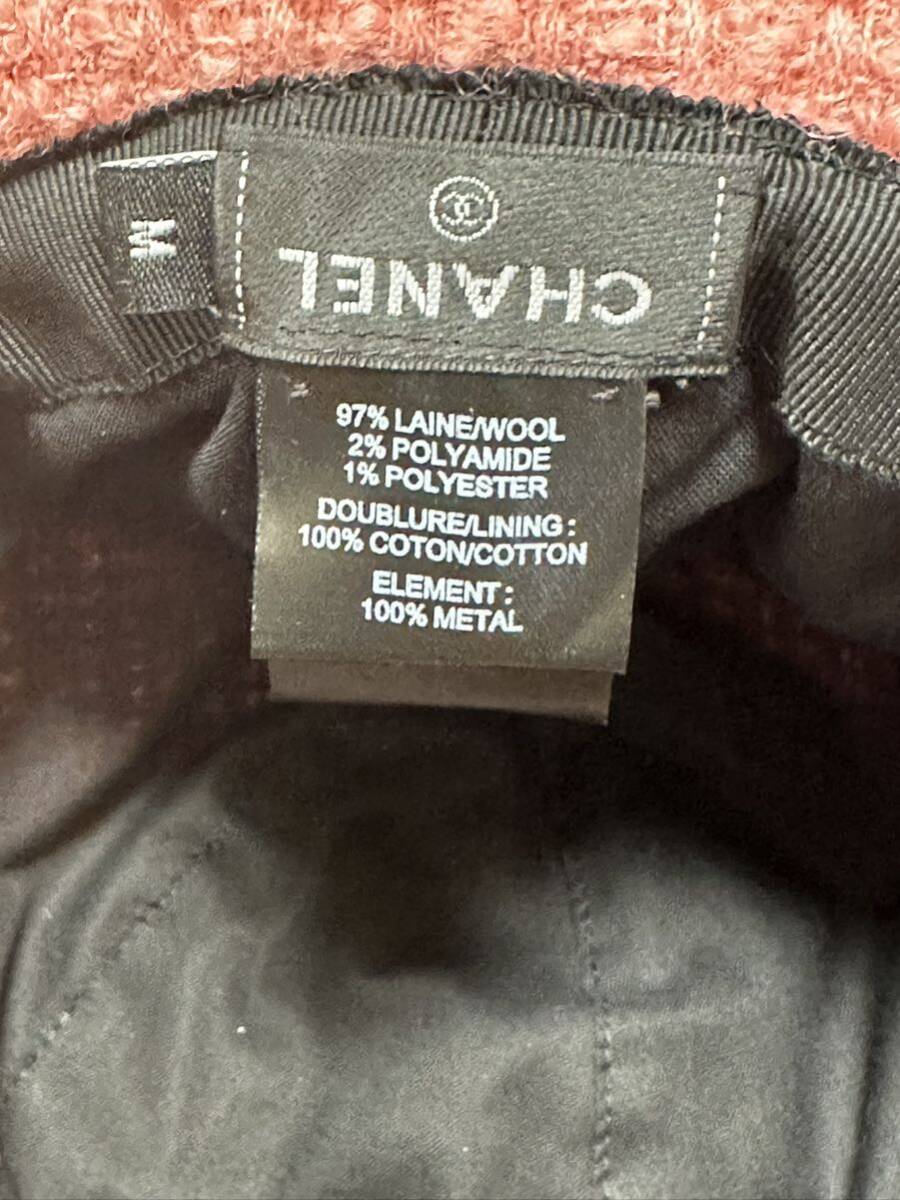 M
CHANEL
97% LAINE/WOOL
2% POLYAMIDE
1% POLYESTER
DOUBLURE/LINING :
100% COTON/COTTON
ELEMENT :
100% METAL